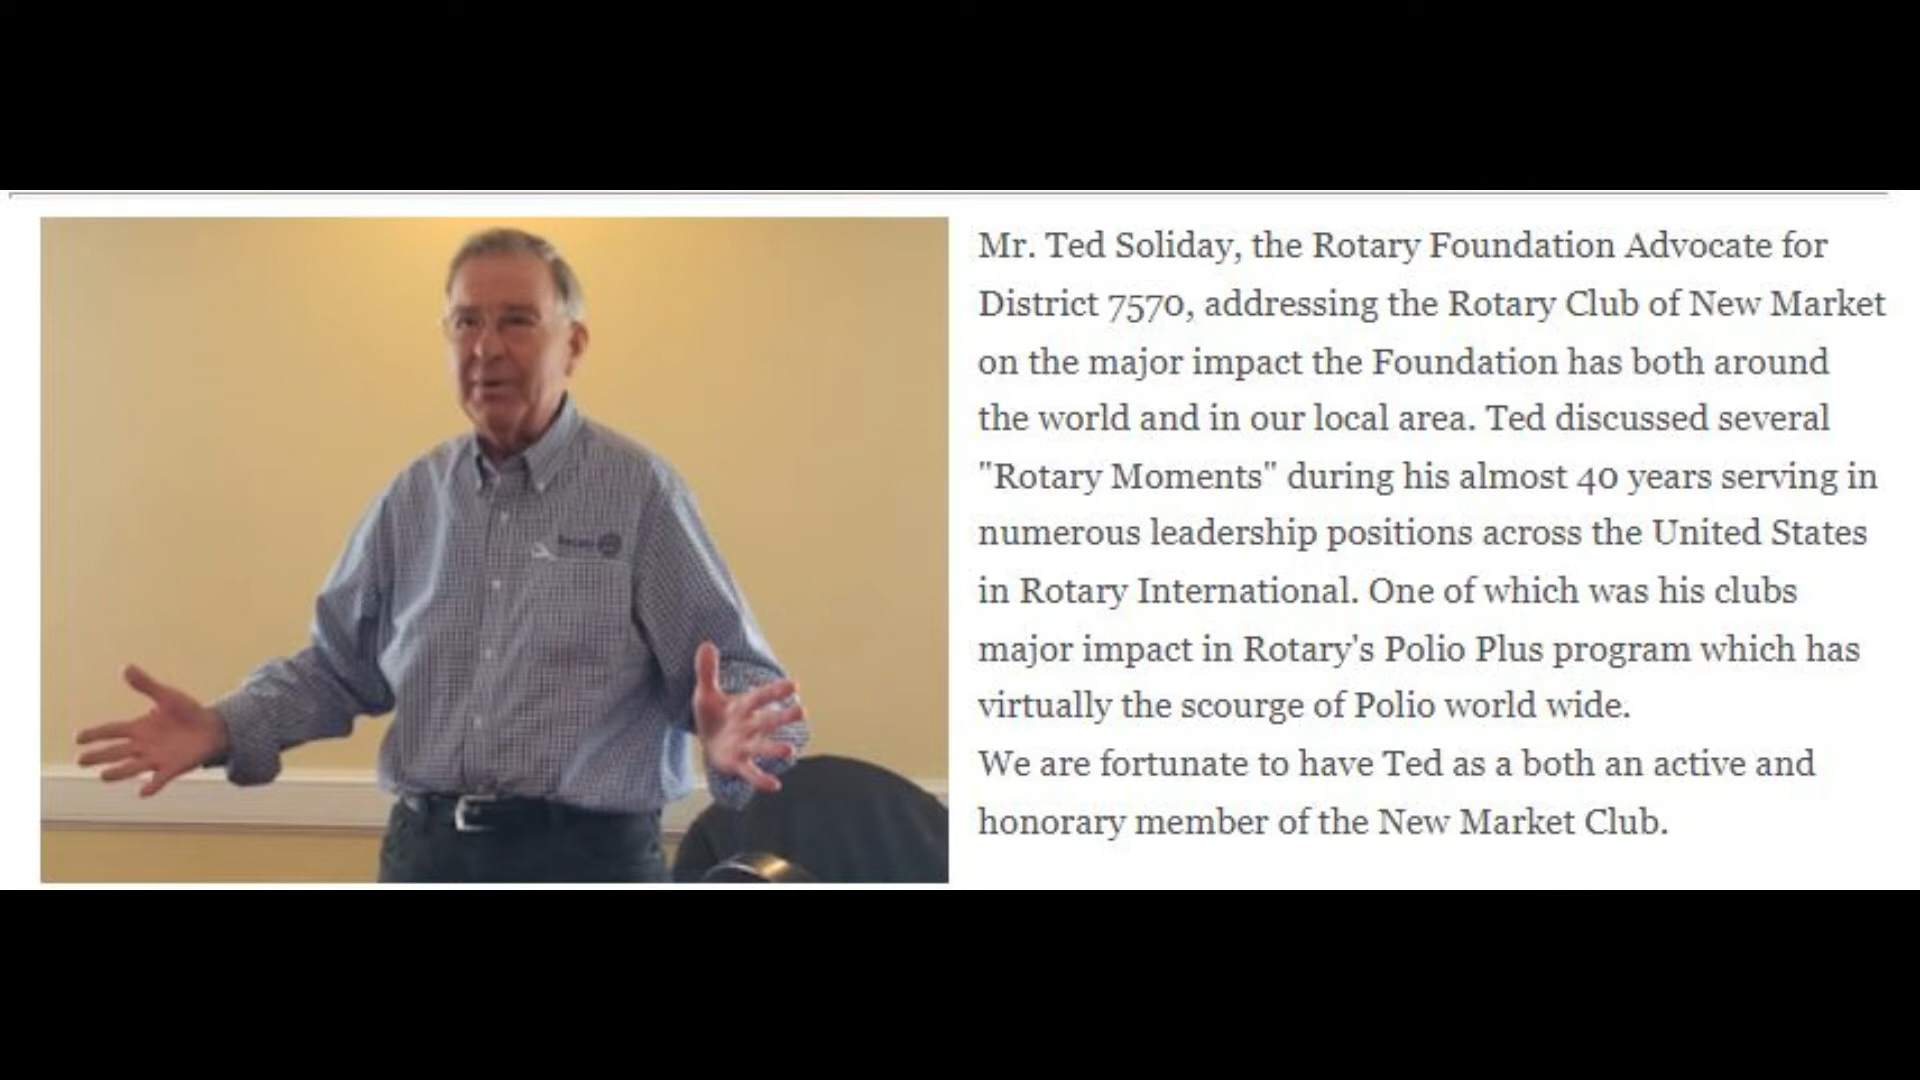 Mr. Ted Soliday, the Rotary Foundation Advocate for
District 7570, addressing the Rotary Club of New Market
on the major impact the Foundation has both around
the world and in our local area. Ted discussed several
"Rotary Moments" during his almost 40 years serving in
numerous leadership positions across the United States
in Rotary International. One of which was his clubs
major impact in Rotary's Polio Plus program which has
virtually the scourge of Polio world wide.
We are fortunate to have Ted as a both an active and
honorary member of the New Market Club.